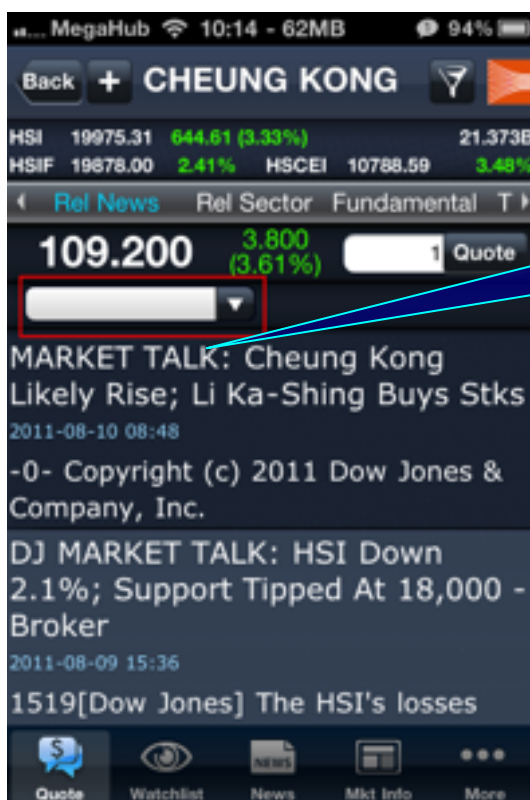 MegaHub 10:14 - 62MB 94%
Back + CHEUNG KONG
HSI 19975.31 644.61 (3.33%) 21.373B
HSIF 19878.00 2.41% HSCEI 10788.59 3.48%
Rel News Rel Sector Fundamental T
109.200 3.800 (3.61%) 1 Quote
MARKET TALK: Cheung Kong
Likely Rise; Li Ka-Shing Buys Stks
2011-08-10 08:48
-0- Copyright (c) 2011 Dow Jones &
Company, Inc.
DJ MARKET TALK: HSI Down
2.1%; Support Tipped At 18,000 -
Broker
2011-08-09 15:36
1519[Dow Jones] The HSI's losses
Quote Watchlist News Mkt Info More